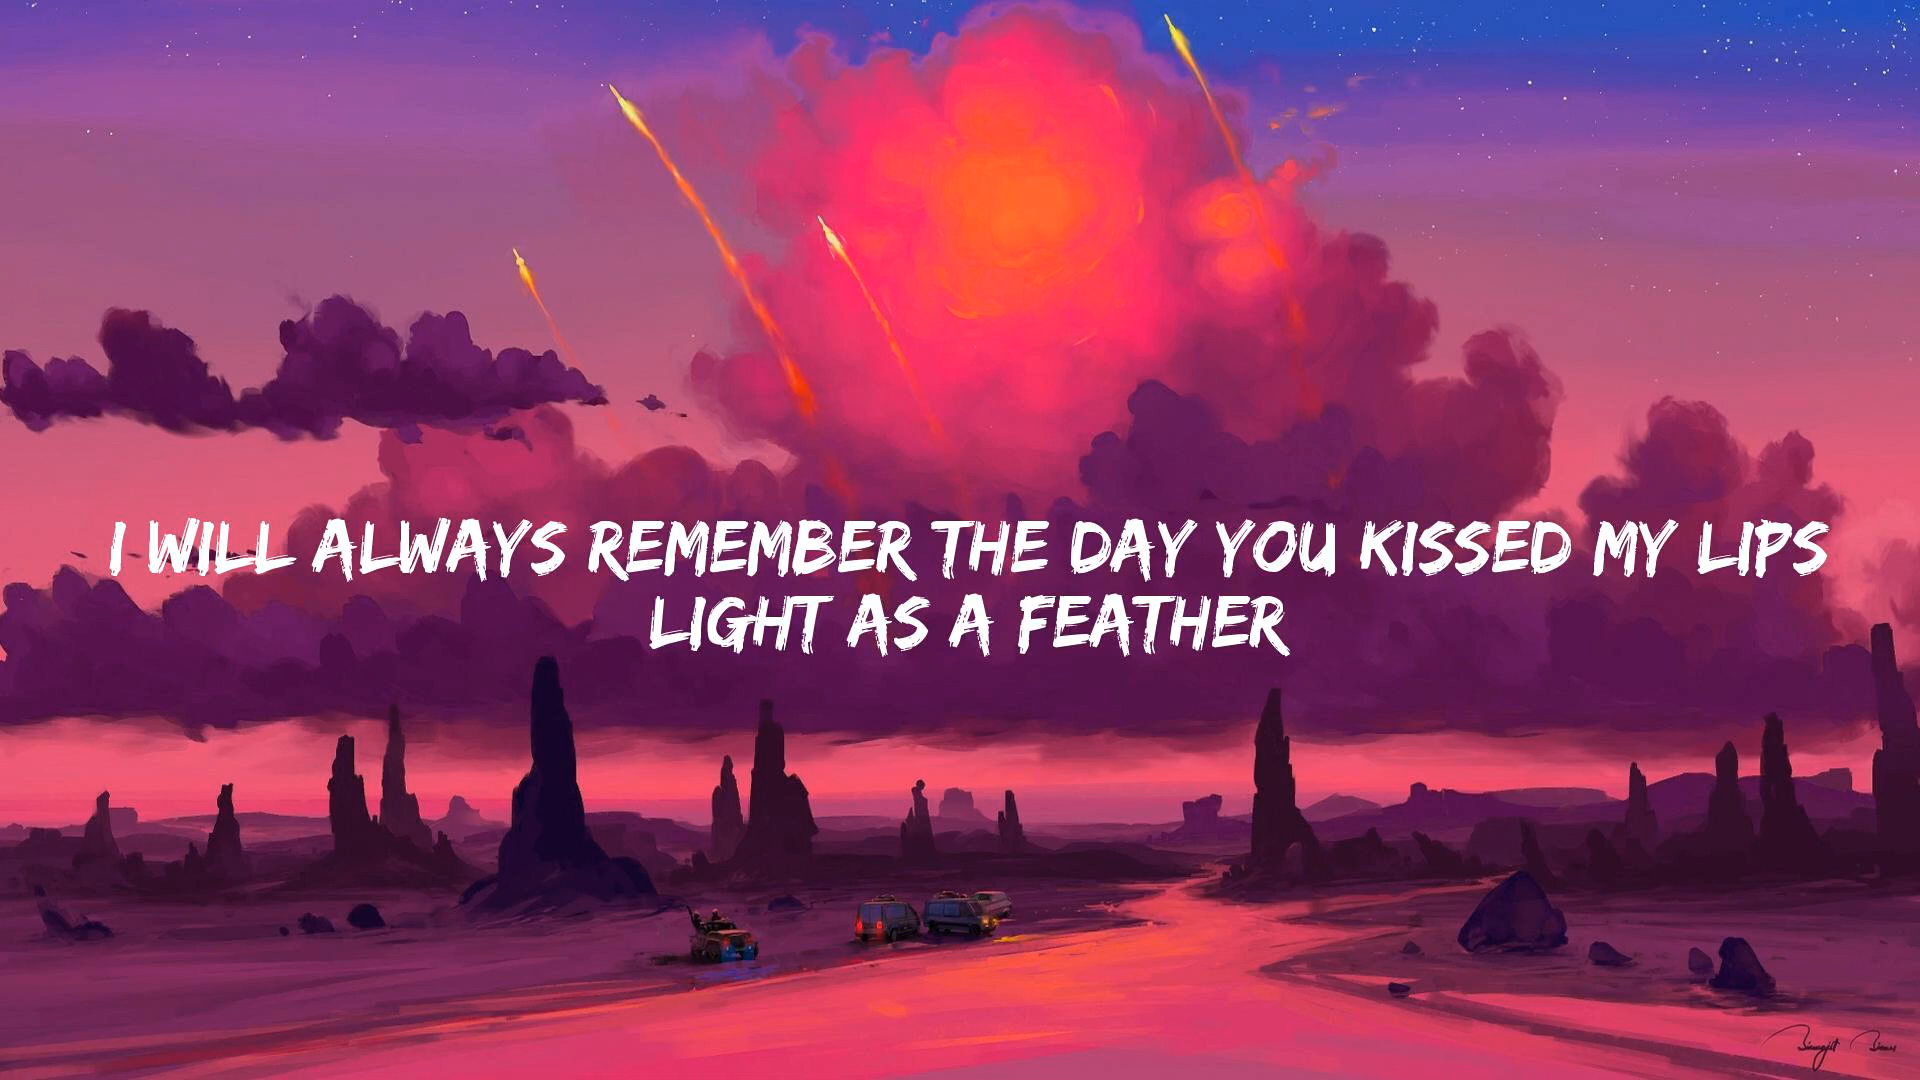 I WILL ALWAYS REMEMBER THE DAY YOU KISSED MY LIPS
LIGHT AS A FEATHER